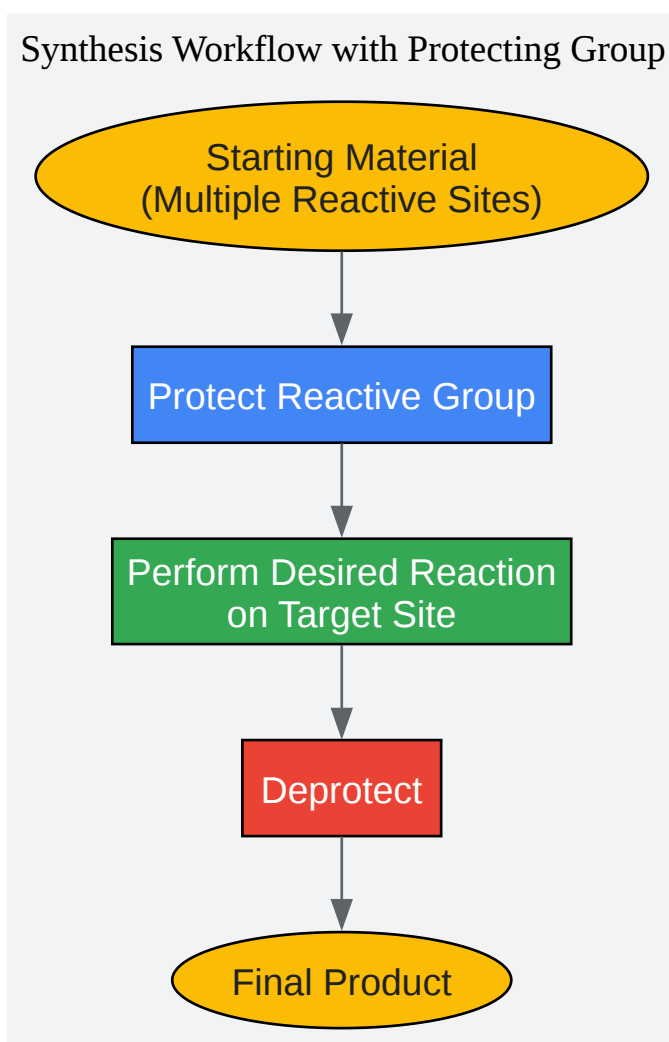 Synthesis Workflow with Protecting Group
Starting Material
(Multiple Reactive Sites)
Protect Reactive Group
Perform Desired Reaction
on Target Site
Deprotect
Final Product